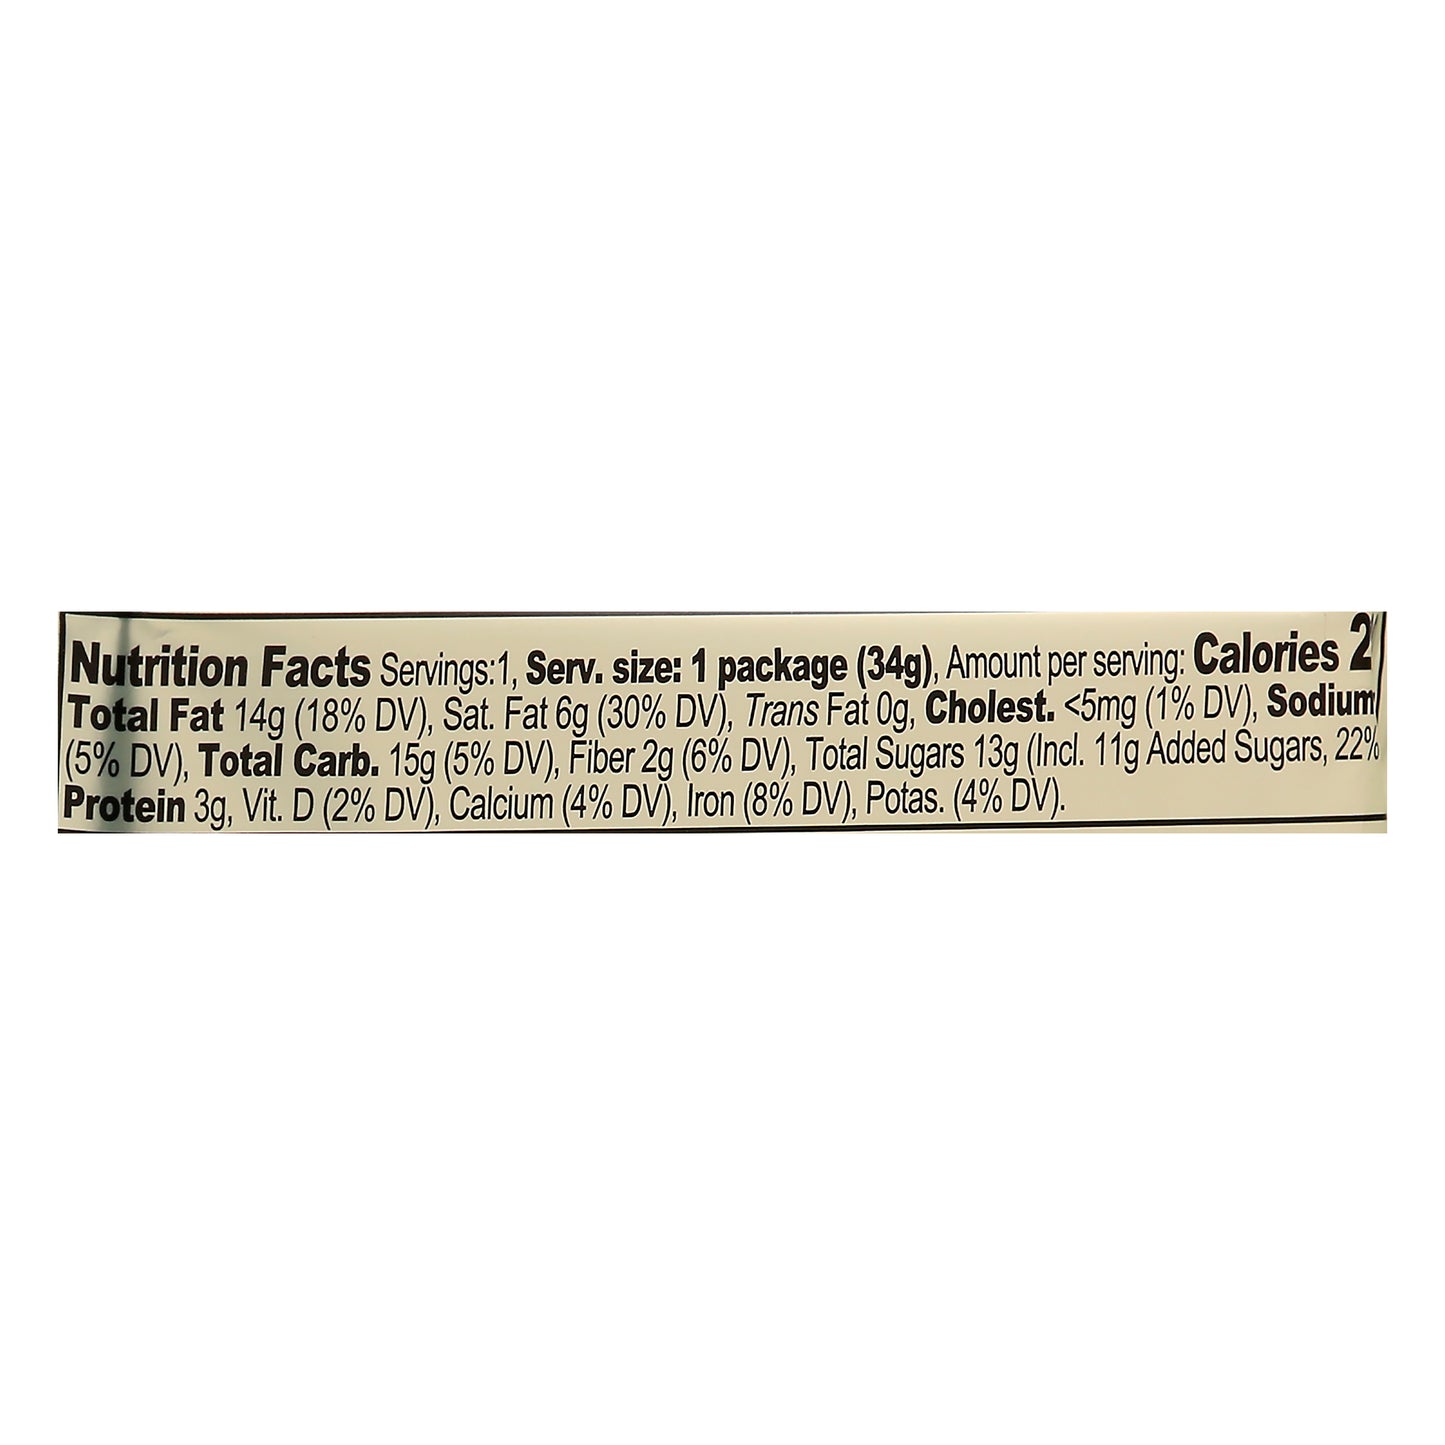 Nutrition Facts Servings:1, Serv. size: 1 package (34g), Amount per serving: Calories
Total Fat 14g (18% DV), Sat. Fat 6g (30% DV), Trans Fat 0g, Cholest. <5mg (1% DV), Sodium
(5% DV), Total Carb. 15g (5% DV), Fiber 2g (6% DV), Total Sugars 13g (Incl. 11g Added Sugars, 22%
Protein 3g, Vit. D (2% DV), Calcium (4% DV), Iron (8% DV), Potas. (4% DV).